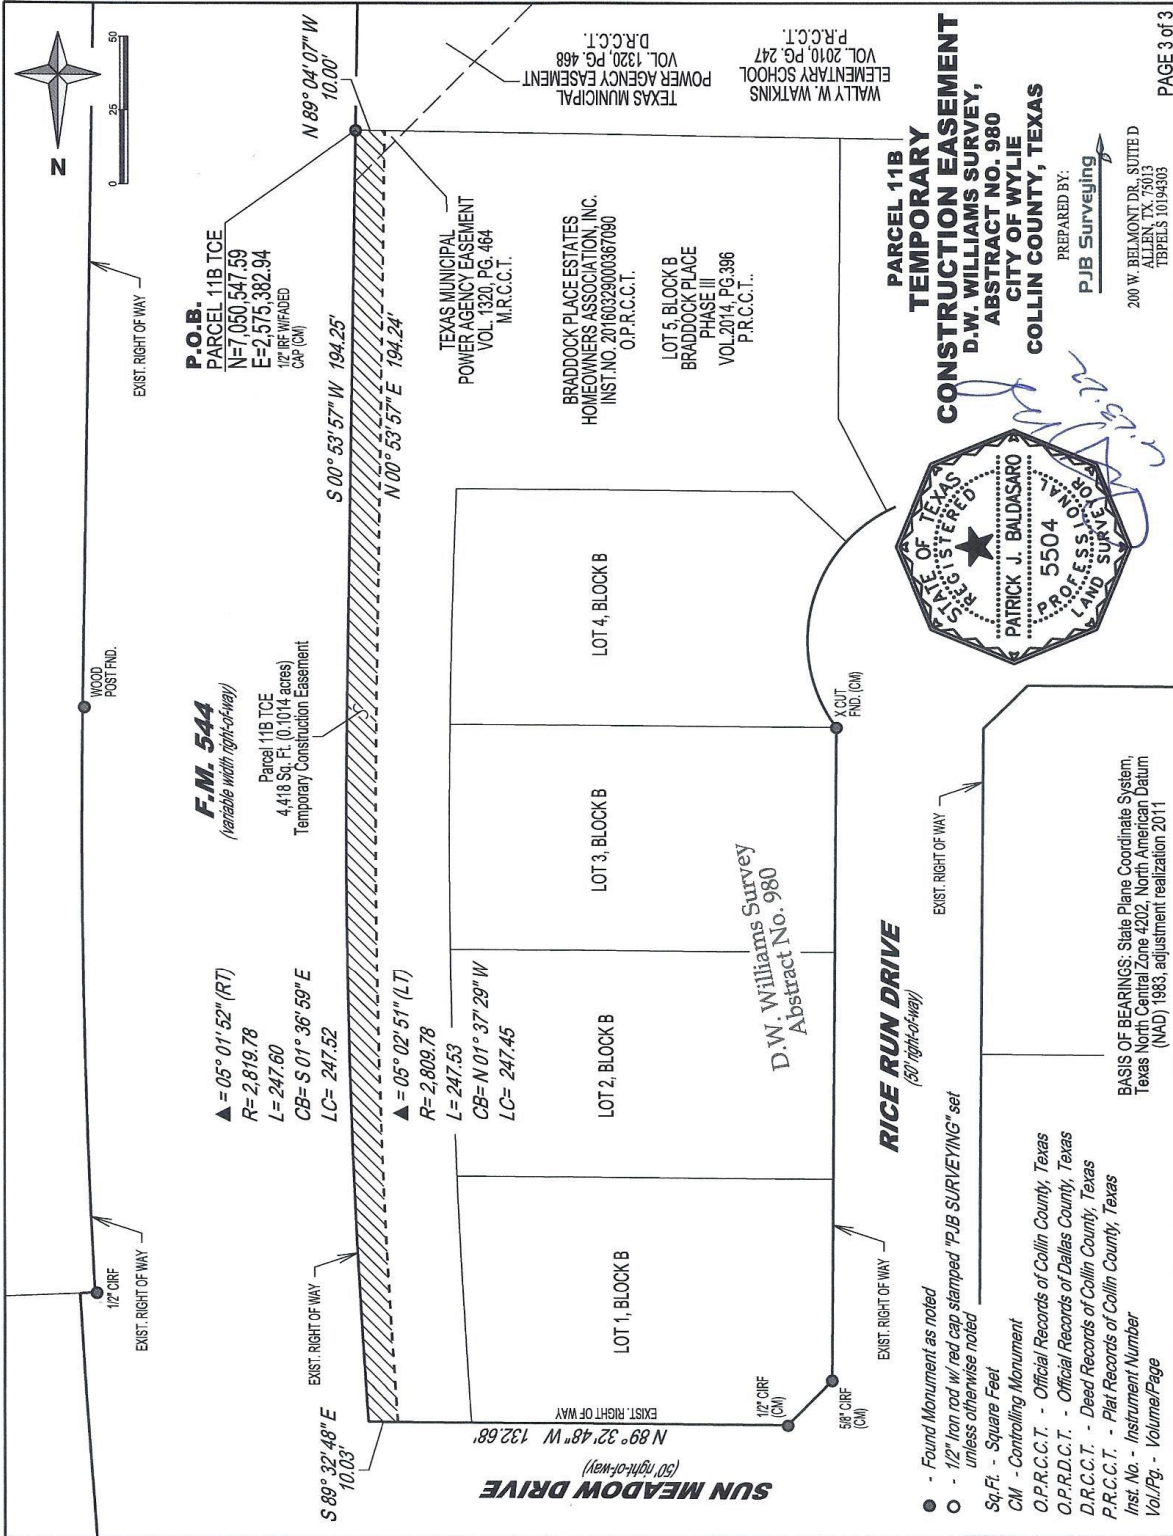 N
0 25 50
EXIST. RIGHT OF WAY
WOOD
POST FND.
1/2" CIRF
EXIST. RIGHT OF WAY
P.O.B.
PARCEL 11B TCE
N=7,050,547.59
E=2,575,382.94
1/2" IRF W/FADED
CAP (CM)
N 89° 04' 07" W
10.00'
F.M. 544
(variable width right-of-way)
Parcel 11B TCE
4,418 Sq. Ft. (0.1014 acres)
Temporary Construction Easement
S 00° 53' 57" W 194.25'
N 00° 53' 57" E 194.24'
▲ = 05° 01' 52" (RT)
R= 2,819.78
L= 247.60
CB= S 01° 36' 59" E
LC= 247.52
▲ = 05° 02' 51" (LT)
R= 2,809.78
L= 247.53
CB= N 01° 37' 29" W
LC= 247.45
EXIST. RIGHT OF WAY
S 89° 32' 48" E
10.03'
TEXAS MUNICIPAL
POWER AGENCY EASEMENT
VOL. 1320, PG. 468
D.R.C.C.T.
WALLY W. WATKINS
ELEMENTARY SCHOOL
VOL. 2010, PG. 247
P.R.C.C.T.
TEXAS MUNICIPAL
POWER AGENCY EASEMENT
VOL. 1320, PG. 464
M.R.C.C.T.
BRADDOCK PLACE ESTATES
HOMEOWNERS ASSOCIATION, INC.
INST.NO. 20160329000367090
O.P.R.C.C.T.
LOT 5, BLOCK B
BRADDOCK PLACE
PHASE III
VOL.2014, PG.396
P.R.C.C.T..
LOT 4, BLOCK B
LOT 3, BLOCK B
LOT 2, BLOCK B
LOT 1, BLOCK B
D.W. Williams Survey
Abstract No. 980
EXIST. RIGHT OF WAY
N 89° 32' 48" W 132.68'
SUN MEADOW DRIVE
(50' right-of-way)
1/2" CIRF
(CM)
5/8" CIRF
(CM)
X CUT
FND. (CM)
EXIST. RIGHT OF WAY
RICE RUN DRIVE
(50' right-of-way)
EXIST. RIGHT OF WAY
● - Found Monument as noted
○ - 1/2" Iron rod w/ red cap stamped "PJB SURVEYING" set
unless otherwise noted
Sq.Ft. - Square Feet
CM - Controlling Monument
O.P.R.C.C.T. - Official Records of Collin County, Texas
O.P.R.D.C.T. - Official Records of Dallas County, Texas
D.R.C.C.T. - Deed Records of Collin County, Texas
P.R.C.C.T. - Plat Records of Collin County, Texas
Inst. No. - Instrument Number
Vol./Pg. - Volume/Page
BASIS OF BEARINGS: State Plane Coordinate System,
Texas North Central Zone 4202, North American Datum
(NAD) 1983, adjustment realization 2011
STATE OF TEXAS
REGISTERED
PATRICK J. BALDASARO
5504
PROFESSIONAL
LAND SURVEYOR
PARCEL 11B
TEMPORARY
CONSTRUCTION EASEMENT
D.W. WILLIAMS SURVEY,
ABSTRACT NO. 980
CITY OF WYLIE
COLLIN COUNTY, TEXAS
PREPARED BY:
PJB Surveying
200 W. BELMONT DR., SUITE D
ALLEN, TX. 75013
TBPELS 10194303
PAGE 3 of 3